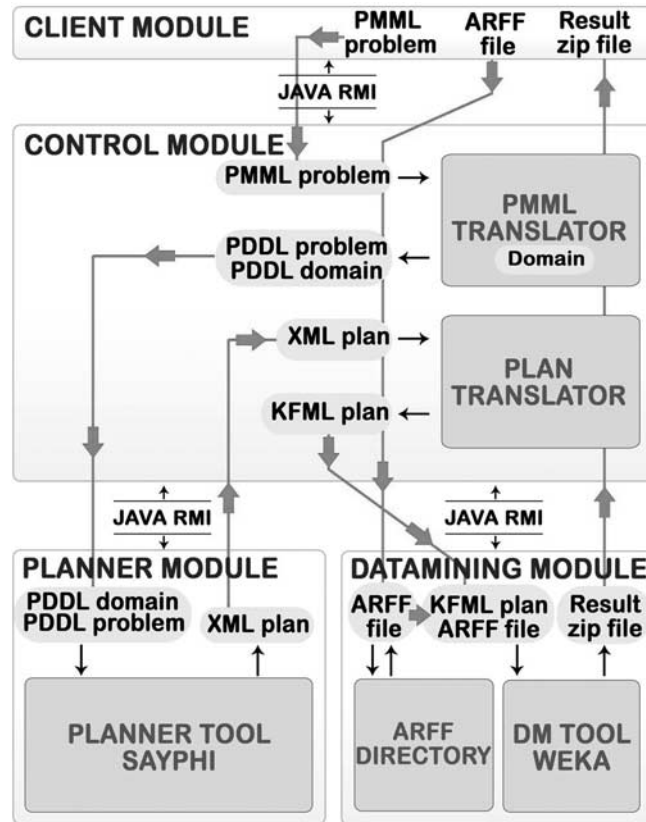 CLIENT MODULE
PMML
problem
ARFF
file
Result
zip file
JAVA RMI
CONTROL MODULE
PMML problem
PMML
TRANSLATOR
Domain
PDDL problem
PDDL domain
XML plan
PLAN
TRANSLATOR
KFML plan
JAVA RMI
JAVA RMI
PLANNER MODULE
PDDL domain
PDDL problem
XML plan
PLANNER TOOL
SAYPHI
DATAMINING MODULE
ARFF
file
KFML plan
ARFF file
Result
zip file
ARFF
DIRECTORY
DM TOOL
WEKA